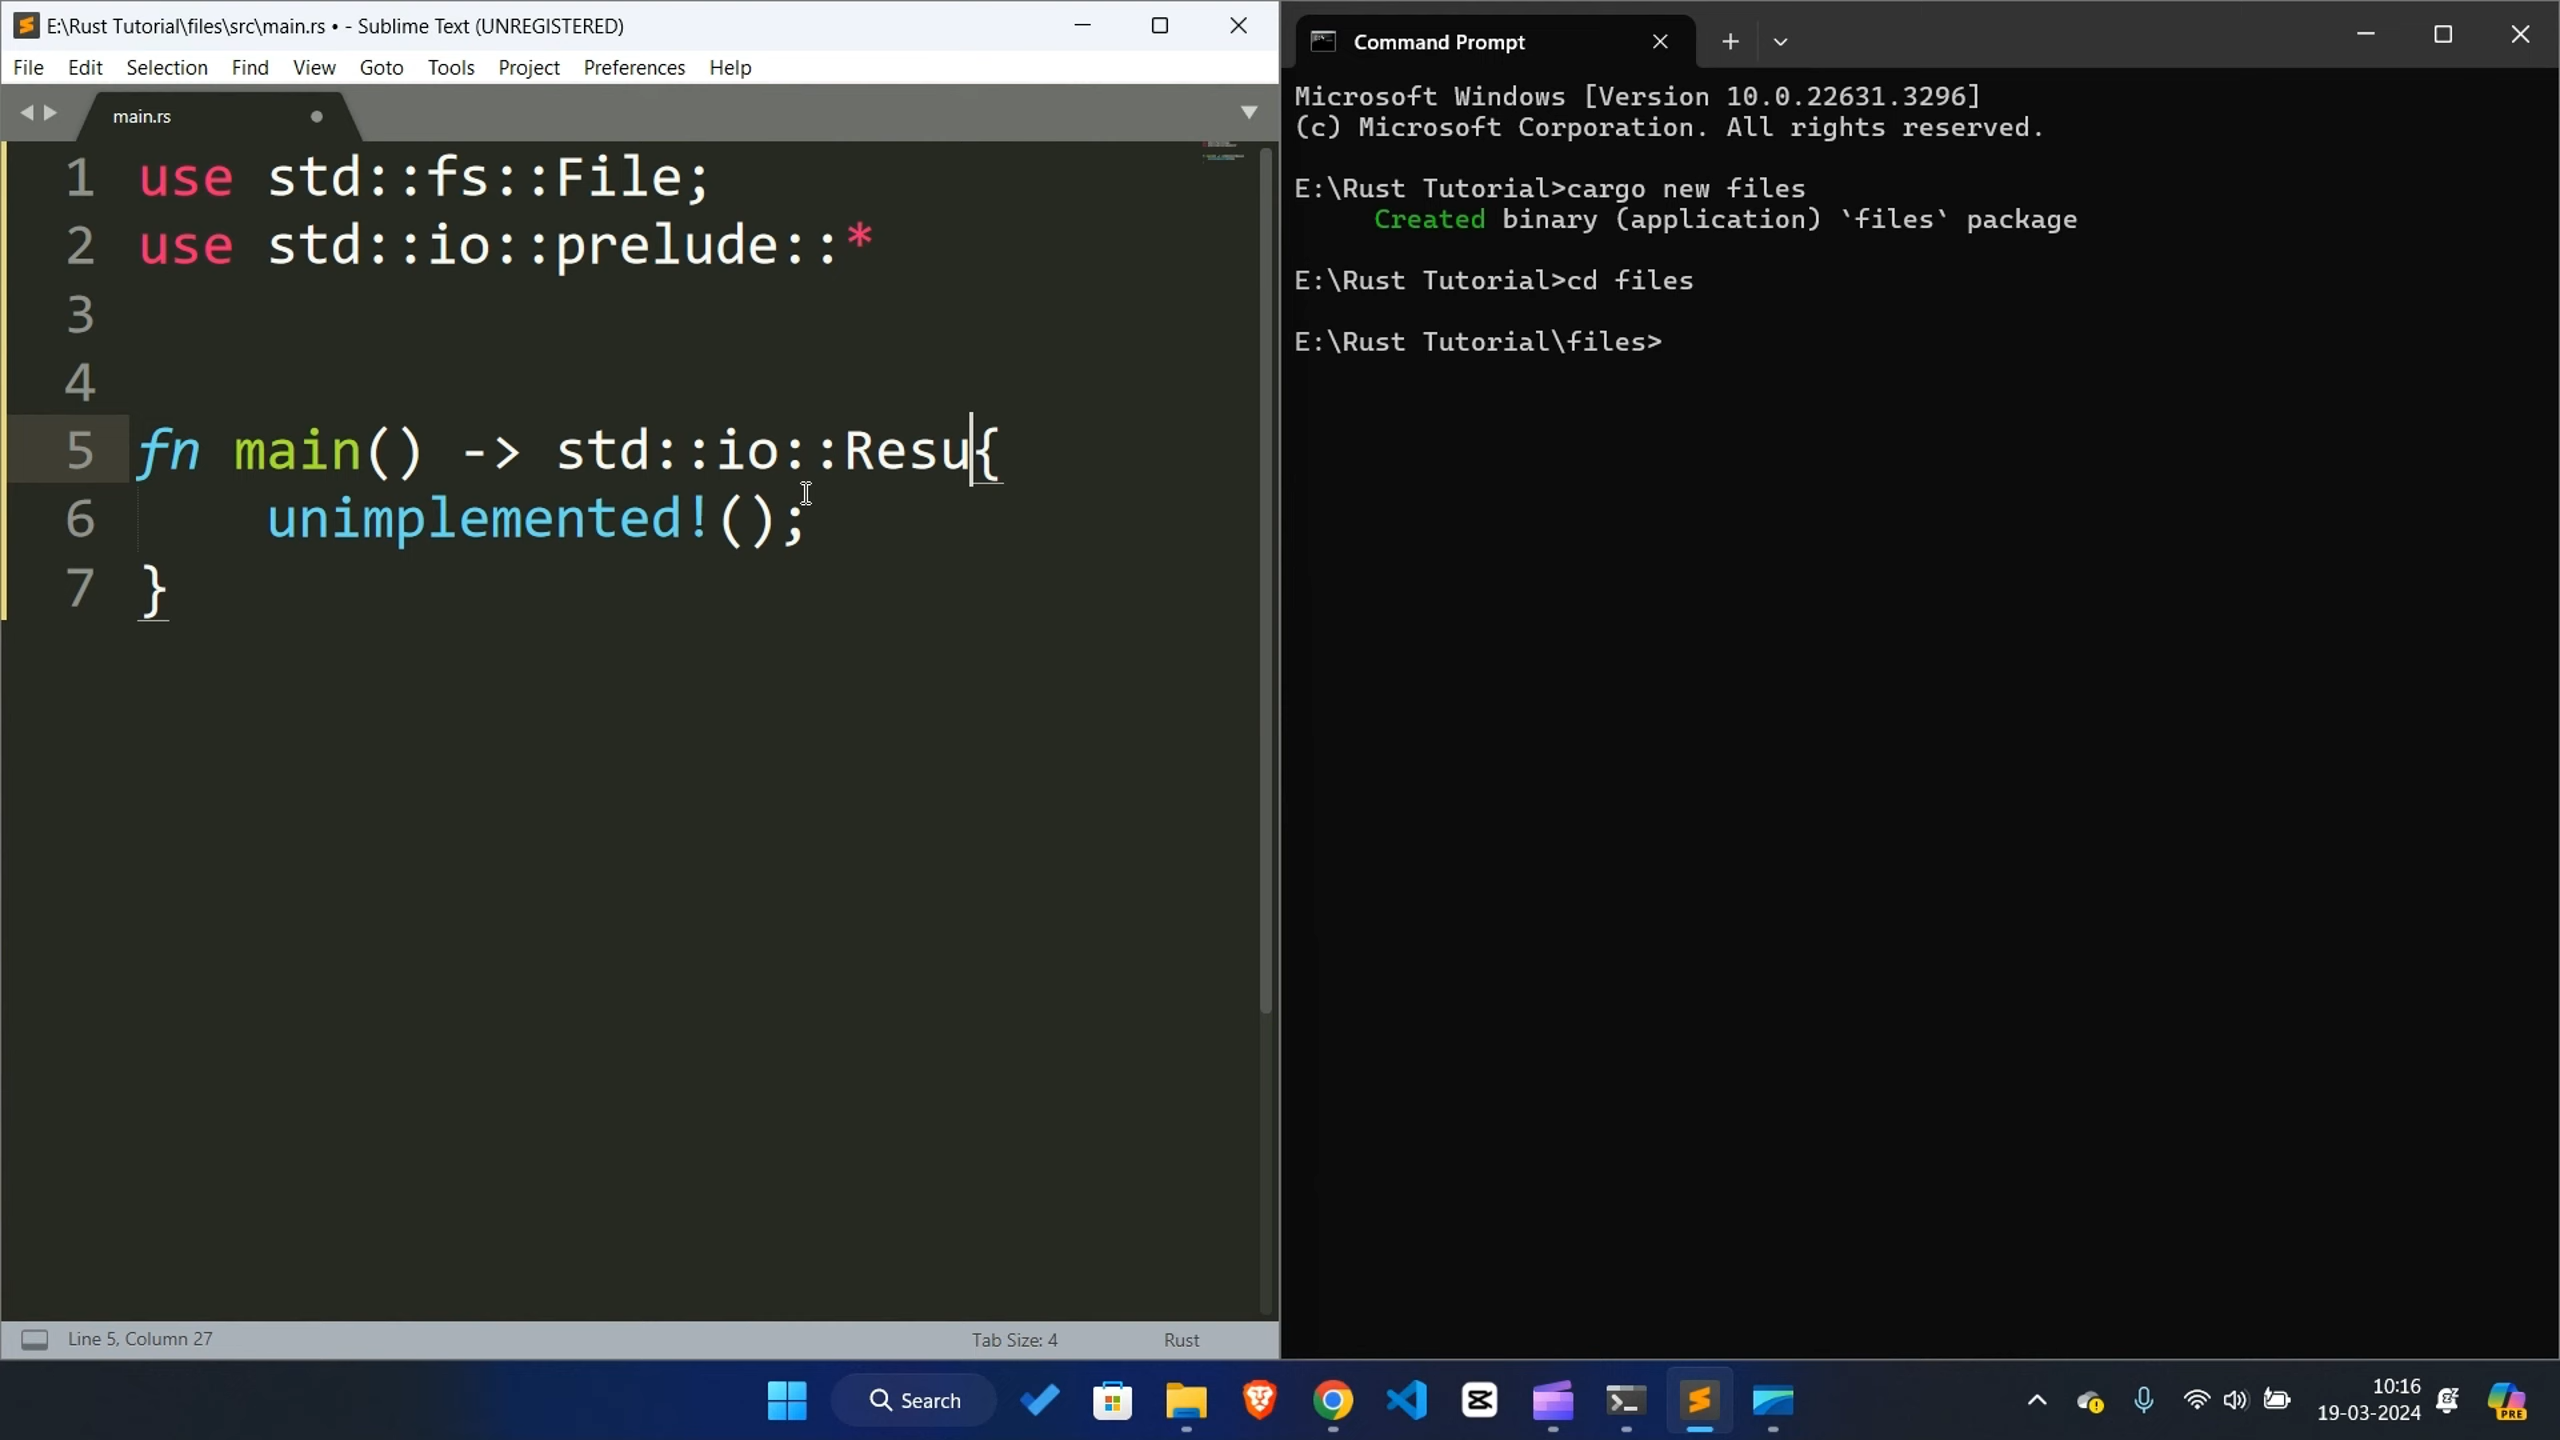 E:\Rust Tutorial\files\src\main.rs • - Sublime Text (UNREGISTERED)
File Edit Selection Find View Goto Tools Project Preferences Help
main.rs
1 use std::fs::File;
2 use std::io::prelude::*
3
4
5 fn main() -> std::io::Resu{
6 unimplemented!();
7 }
Line 5, Column 27
Tab Size: 4
Rust
Command Prompt
Microsoft Windows [Version 10.0.22631.3296]
(c) Microsoft Corporation. All rights reserved.
E:\Rust Tutorial>cargo new files
Created binary (application) `files` package
E:\Rust Tutorial>cd files
E:\Rust Tutorial\files>
Search
10:16
19-03-2024
PRE